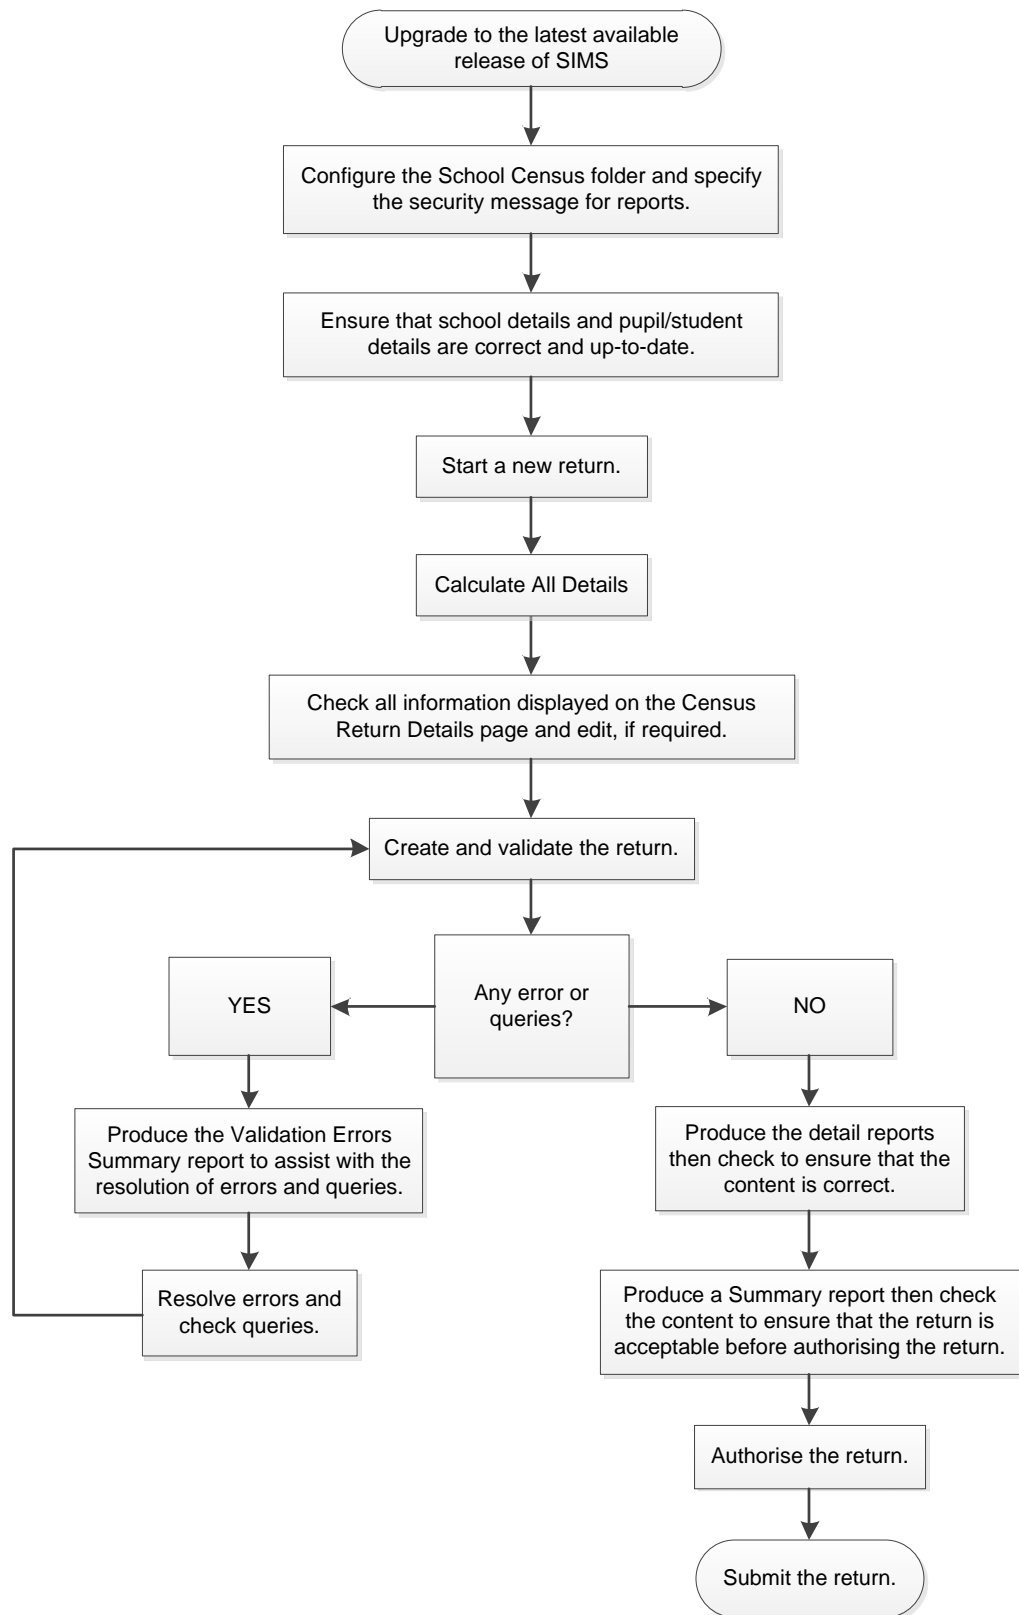 Upgrade to the latest available
release of SIMS
Configure the School Census folder and specify
the security message for reports.
Ensure that school details and pupil/student
details are correct and up-to-date.
Start a new return.
Calculate All Details
Check all information displayed on the Census
Return Details page and edit, if required.
Create and validate the return.
Any error or
queries?
YES
NO
Produce the Validation Errors
Summary report to assist with the
resolution of errors and queries.
Resolve errors and
check queries.
Produce the detail reports
then check to ensure that the
content is correct.
Produce a Summary report then check
the content to ensure that the return is
acceptable before authorising the return.
Authorise the return.
Submit the return.